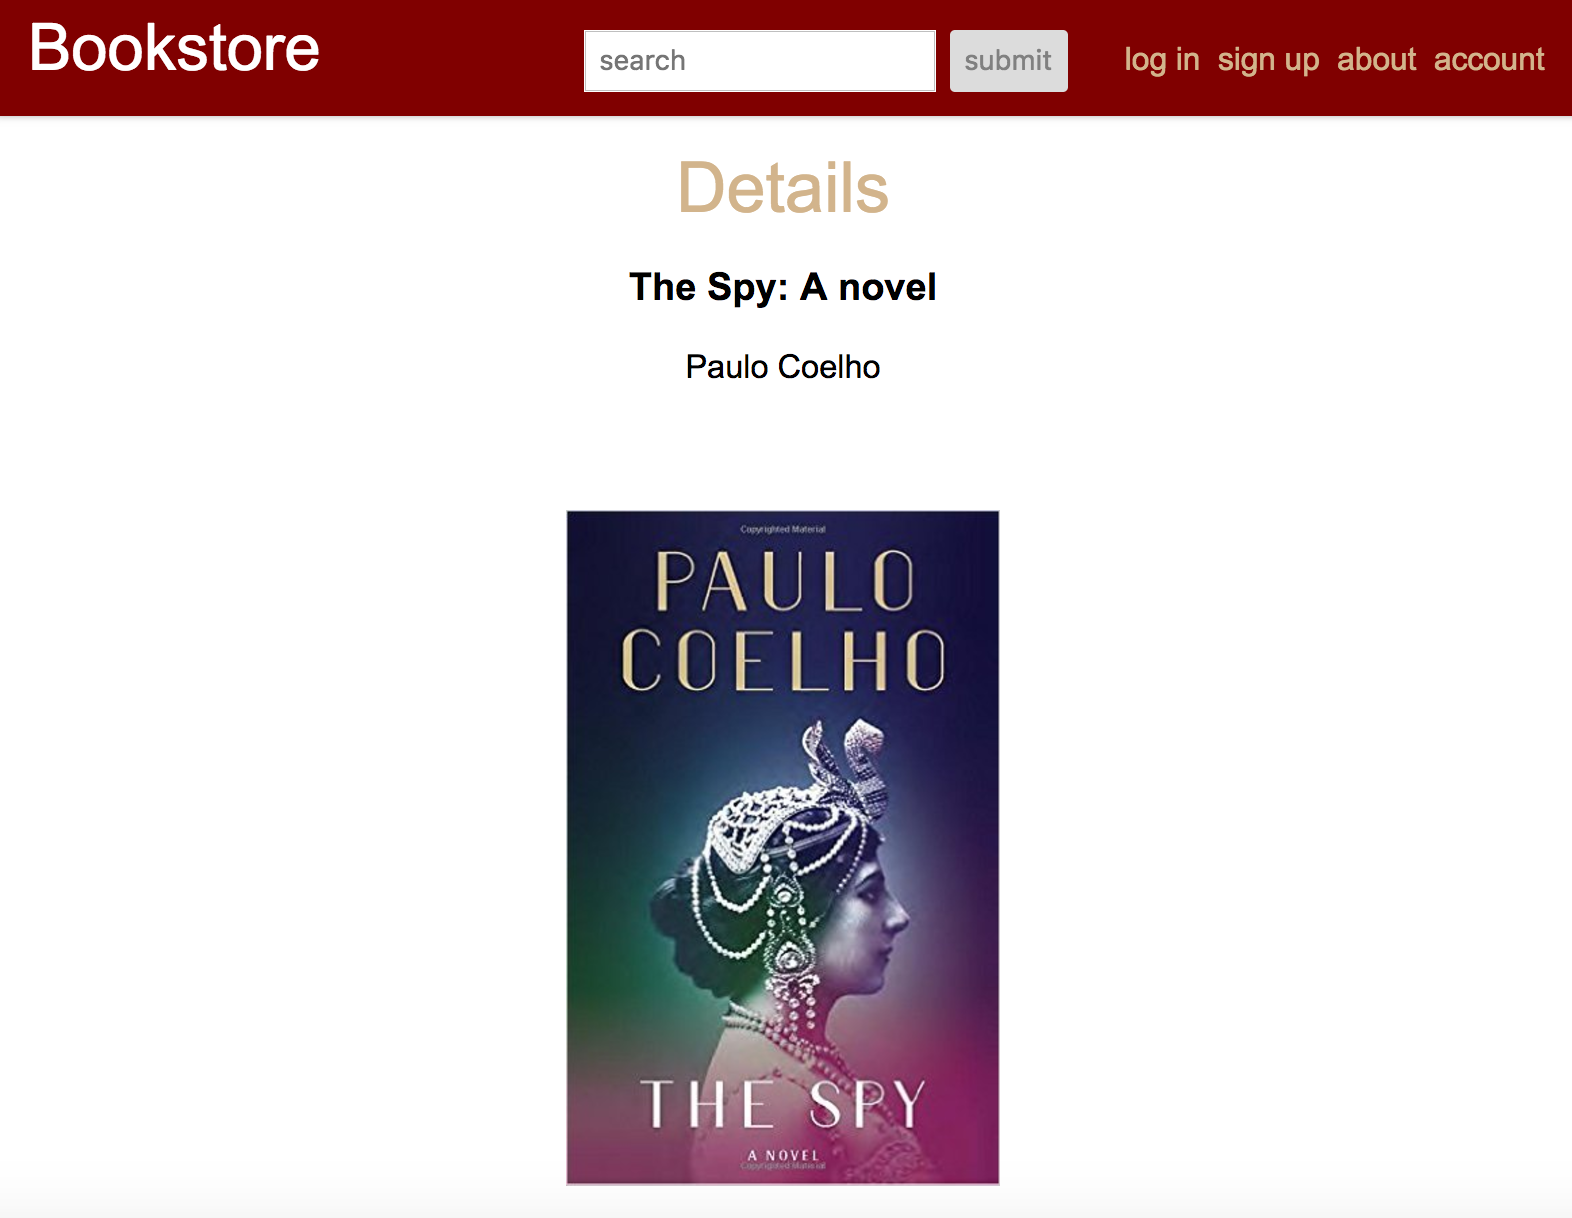 Bookstore
search
submit
log in sign up about account
Details
The Spy: A novel
Paulo Coelho
Copyrighted Material
PAULO
COELHO
THE SPY
A NOVEL
Copyrighted Material